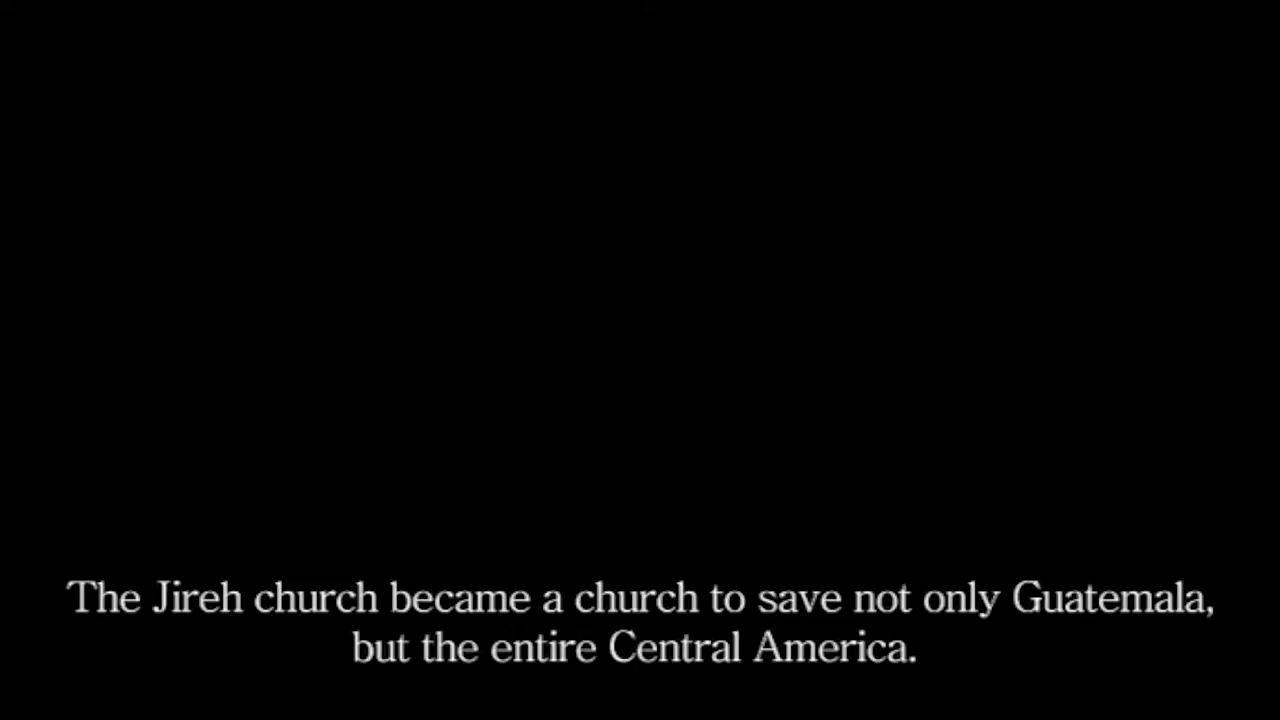 The Jireh church became a church to save not only Guatemala,
but the entire Central America.